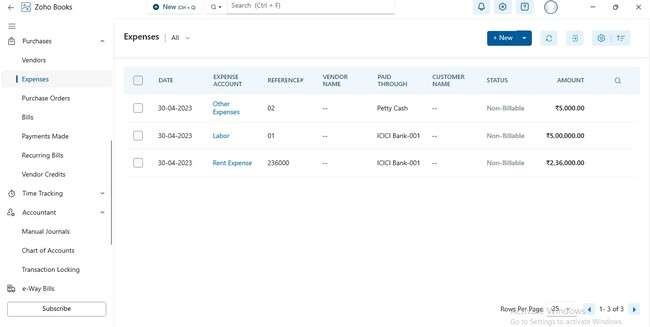 Zoho Books
New (Ctrl + Q)
Search (Ctrl + F)
Purchases
Vendors
Expenses
Purchase Orders
Bills
Payments Made
Recurring Bills
Vendor Credits
Time Tracking
Accountant
Manual Journals
Chart of Accounts
Transaction Locking
e-Way Bills
Subscribe
Expenses All
+ New
DATE EXPENSE ACCOUNT REFERENCE# VENDOR NAME PAID THROUGH CUSTOMER NAME STATUS AMOUNT
30-04-2023 Other Expenses 02 -- Petty Cash -- Non-Billable ₹5,000.00
30-04-2023 Labor 01 -- ICICI Bank-001 -- Non-Billable ₹5,00,000.00
30-04-2023 Rent Expense 236000 -- ICICI Bank-001 -- Non-Billable ₹2,36,000.00
Rows Per Page 25 1- 3 of 3
Activate Windows
Go to Settings to activate Windows.